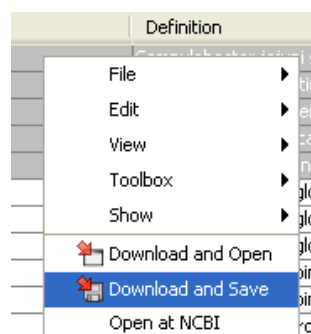 Definition
File
Edit
View
Toolbox
Show
Download and Open
Download and Save
Open at NCBI